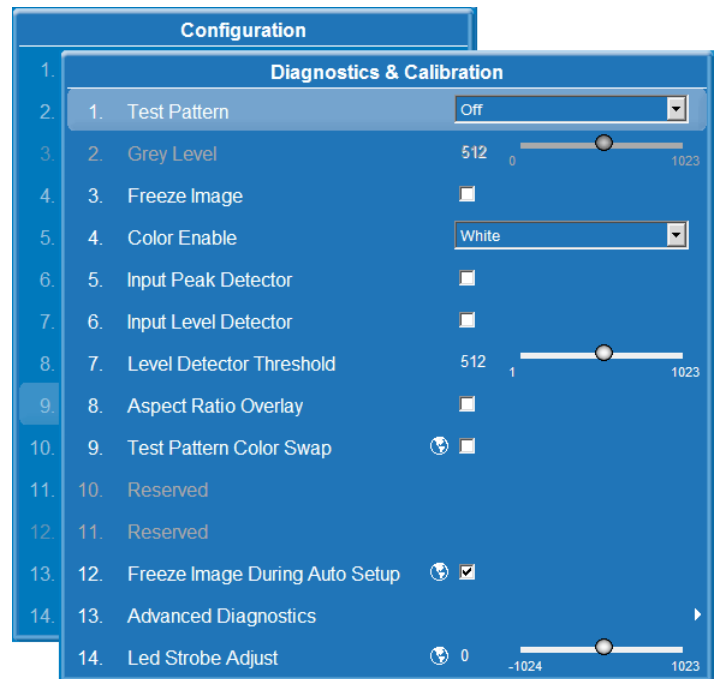 Configuration
1.
2.
3.
4.
5.
6.
7.
8.
9.
10.
11.
12.
13.
14.
Diagnostics & Calibration
1. Test Pattern Off
2. Grey Level 512 0 1023
3. Freeze Image
4. Color Enable White
5. Input Peak Detector
6. Input Level Detector
7. Level Detector Threshold 512 1 1023
8. Aspect Ratio Overlay
9. Test Pattern Color Swap
10. Reserved
11. Reserved
12. Freeze Image During Auto Setup
13. Advanced Diagnostics
14. Led Strobe Adjust 0 -1024 1023